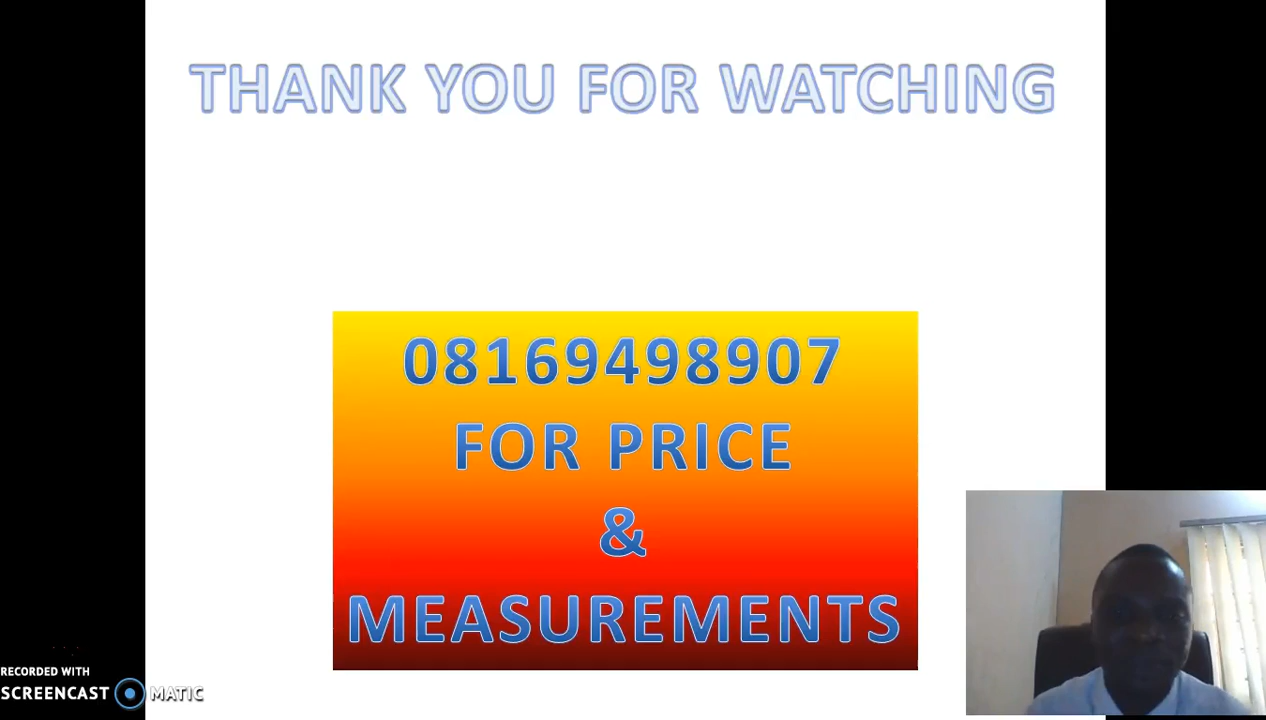 THANK YOU FOR WATCHING
08169498907
FOR PRICE
&
MEASUREMENTS
RECORDED WITH
SCREENCAST MATIC